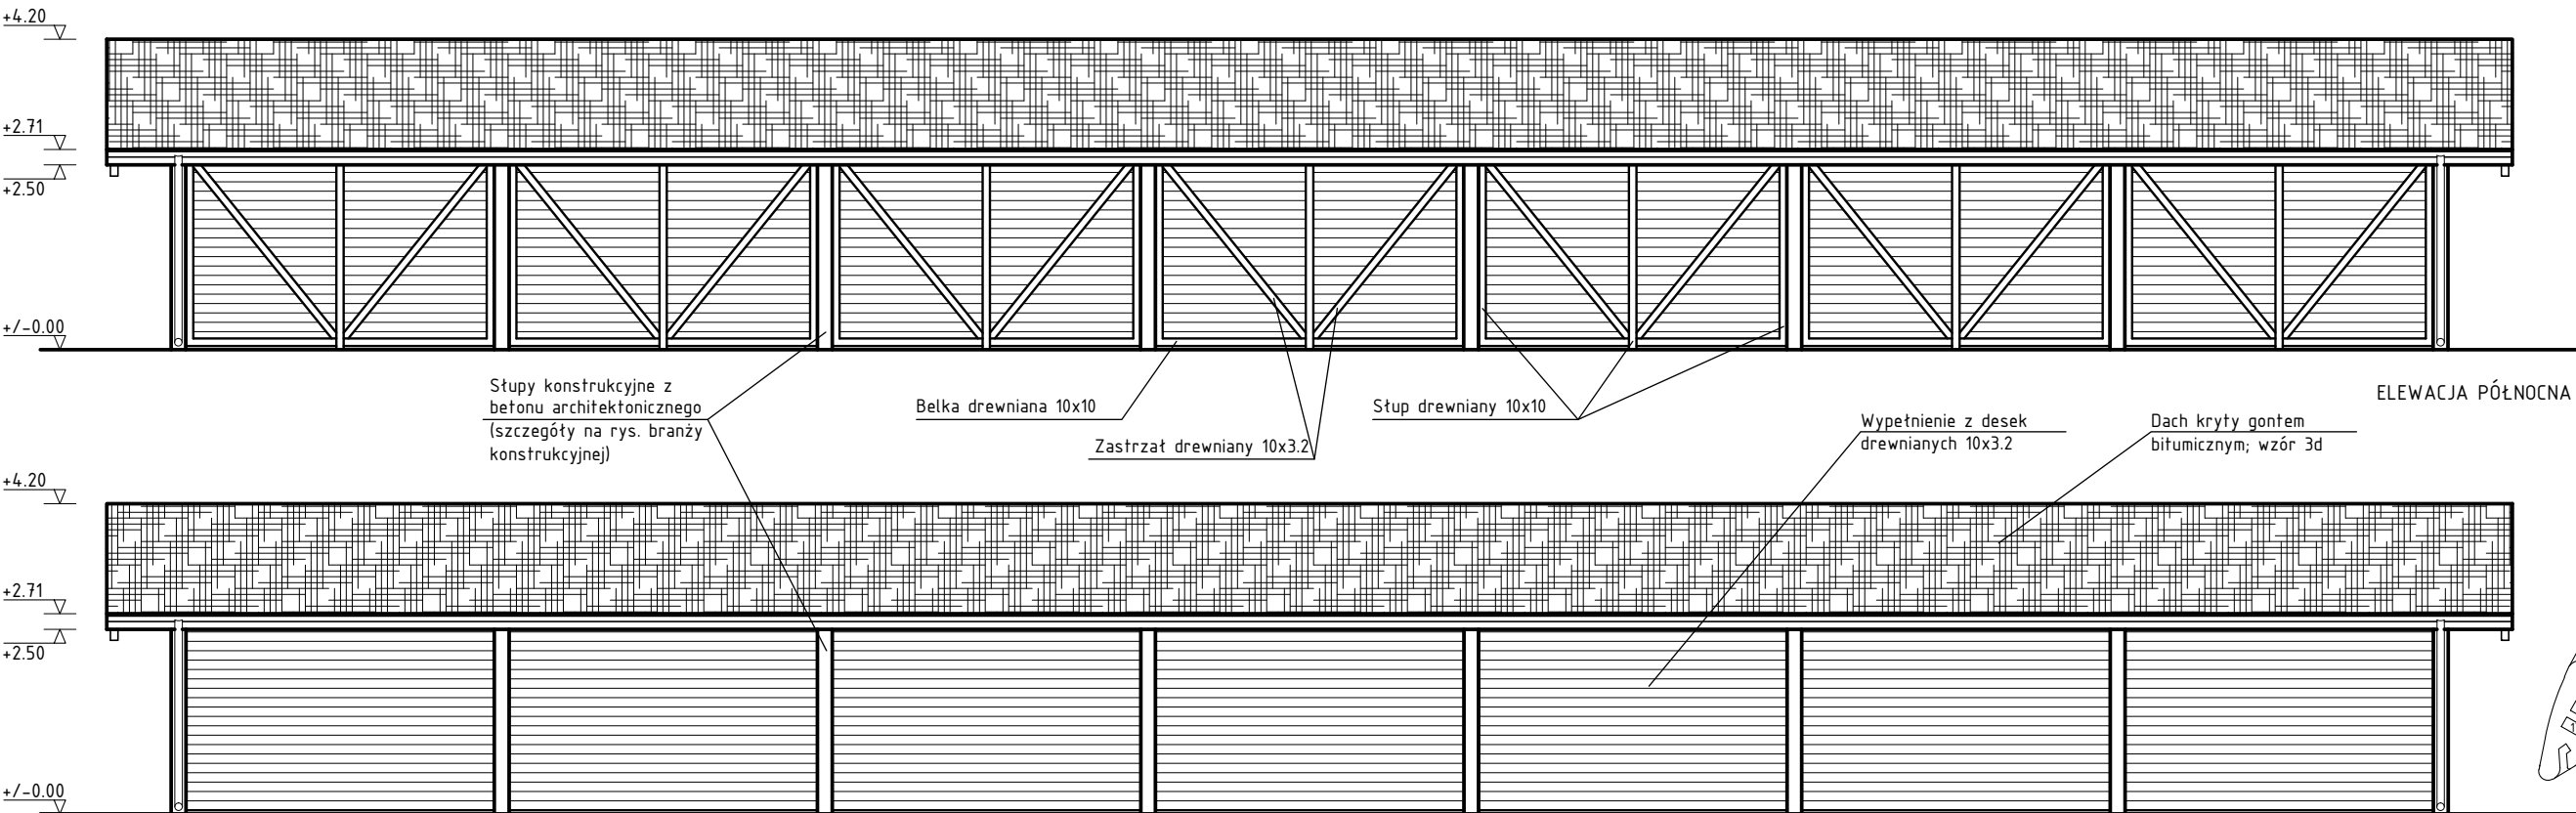 +4.20
+2.71
+2.50
+/-0.00
Słupy konstrukcyjne z
betonu architektonicznego
(szczegóły na rys. branży
konstrukcyjnej)
Belka drewniana 10x10
Zastrzał drewniany 10x3.2
Słup drewniany 10x10
ELEWACJA PÓŁNOCNA
Wypełnienie z desek
drewnianych 10x3.2
Dach kryty gontem
bitumicznym; wzór 3d
+4.20
+2.71
+2.50
+/-0.00